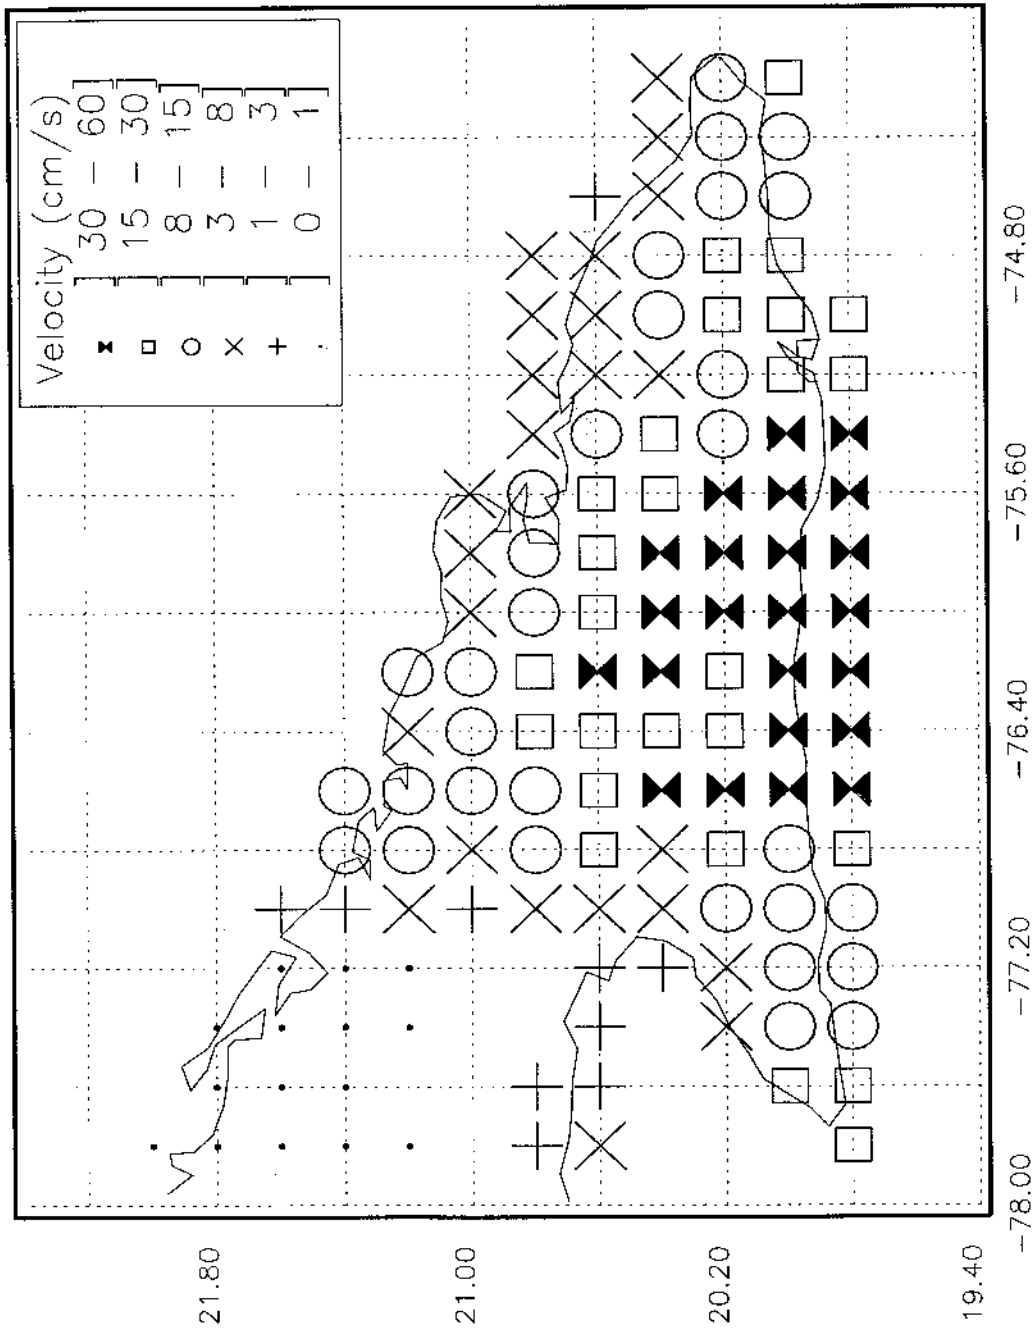 Velocity (cm/s)
[30 – 60]
[15 – 30]
[8 – 15]
[3 – 8]
[1 – 3]
[0 – 1]
21.80
21.00
20.20
19.40
−78.00
−77.20
−76.40
−75.60
−74.80